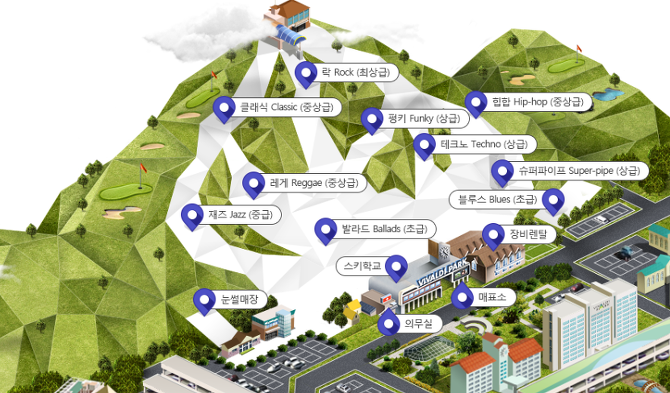 락 Rock (최상급)
클래식 Classic (중상급)
힙합 Hip-hop (중상급)
펑키 Funky (상급)
테크노 Techno (상급)
슈퍼파이프 Super-pipe (상급)
레게 Reggae (중상급)
블루스 Blues (초급)
재즈 Jazz (중급)
발라드 Ballads (초급)
장비렌탈
스키학교
VIVALDI PARK
눈썰매장
매표소
의무실